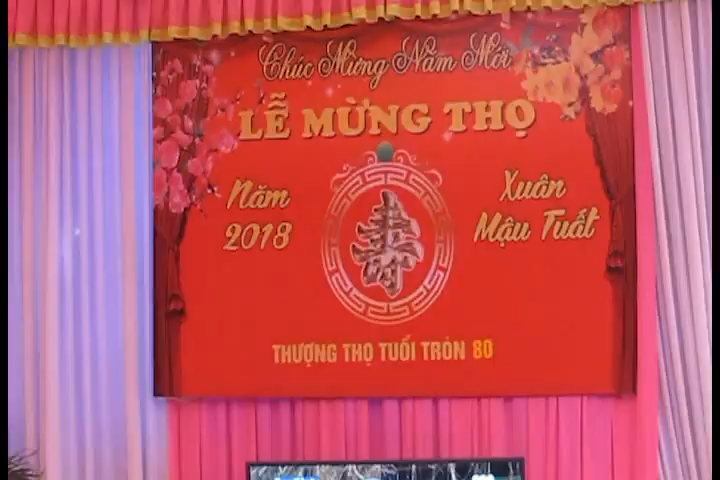 Chúc Mừng Năm Mới
LỄ MỪNG THỌ
Năm
2018
Xuân
Mậu Tuất
壽
THƯỢNG THỌ TUỔI TRÒN 80